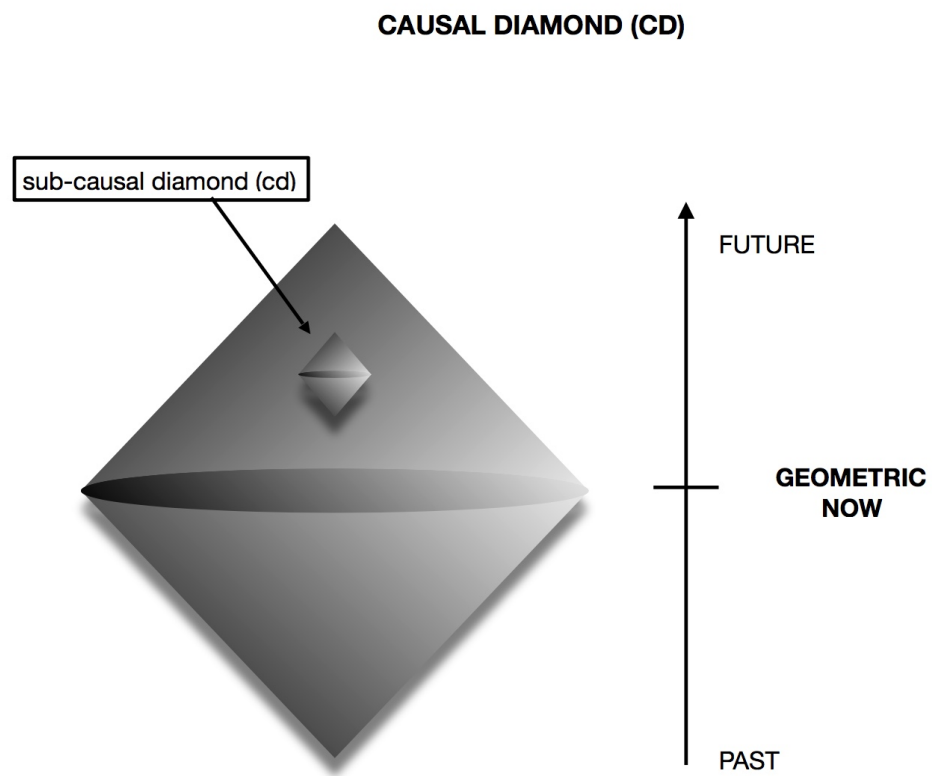 CAUSAL DIAMOND (CD)
sub-causal diamond (cd)
FUTURE
GEOMETRIC
NOW
PAST